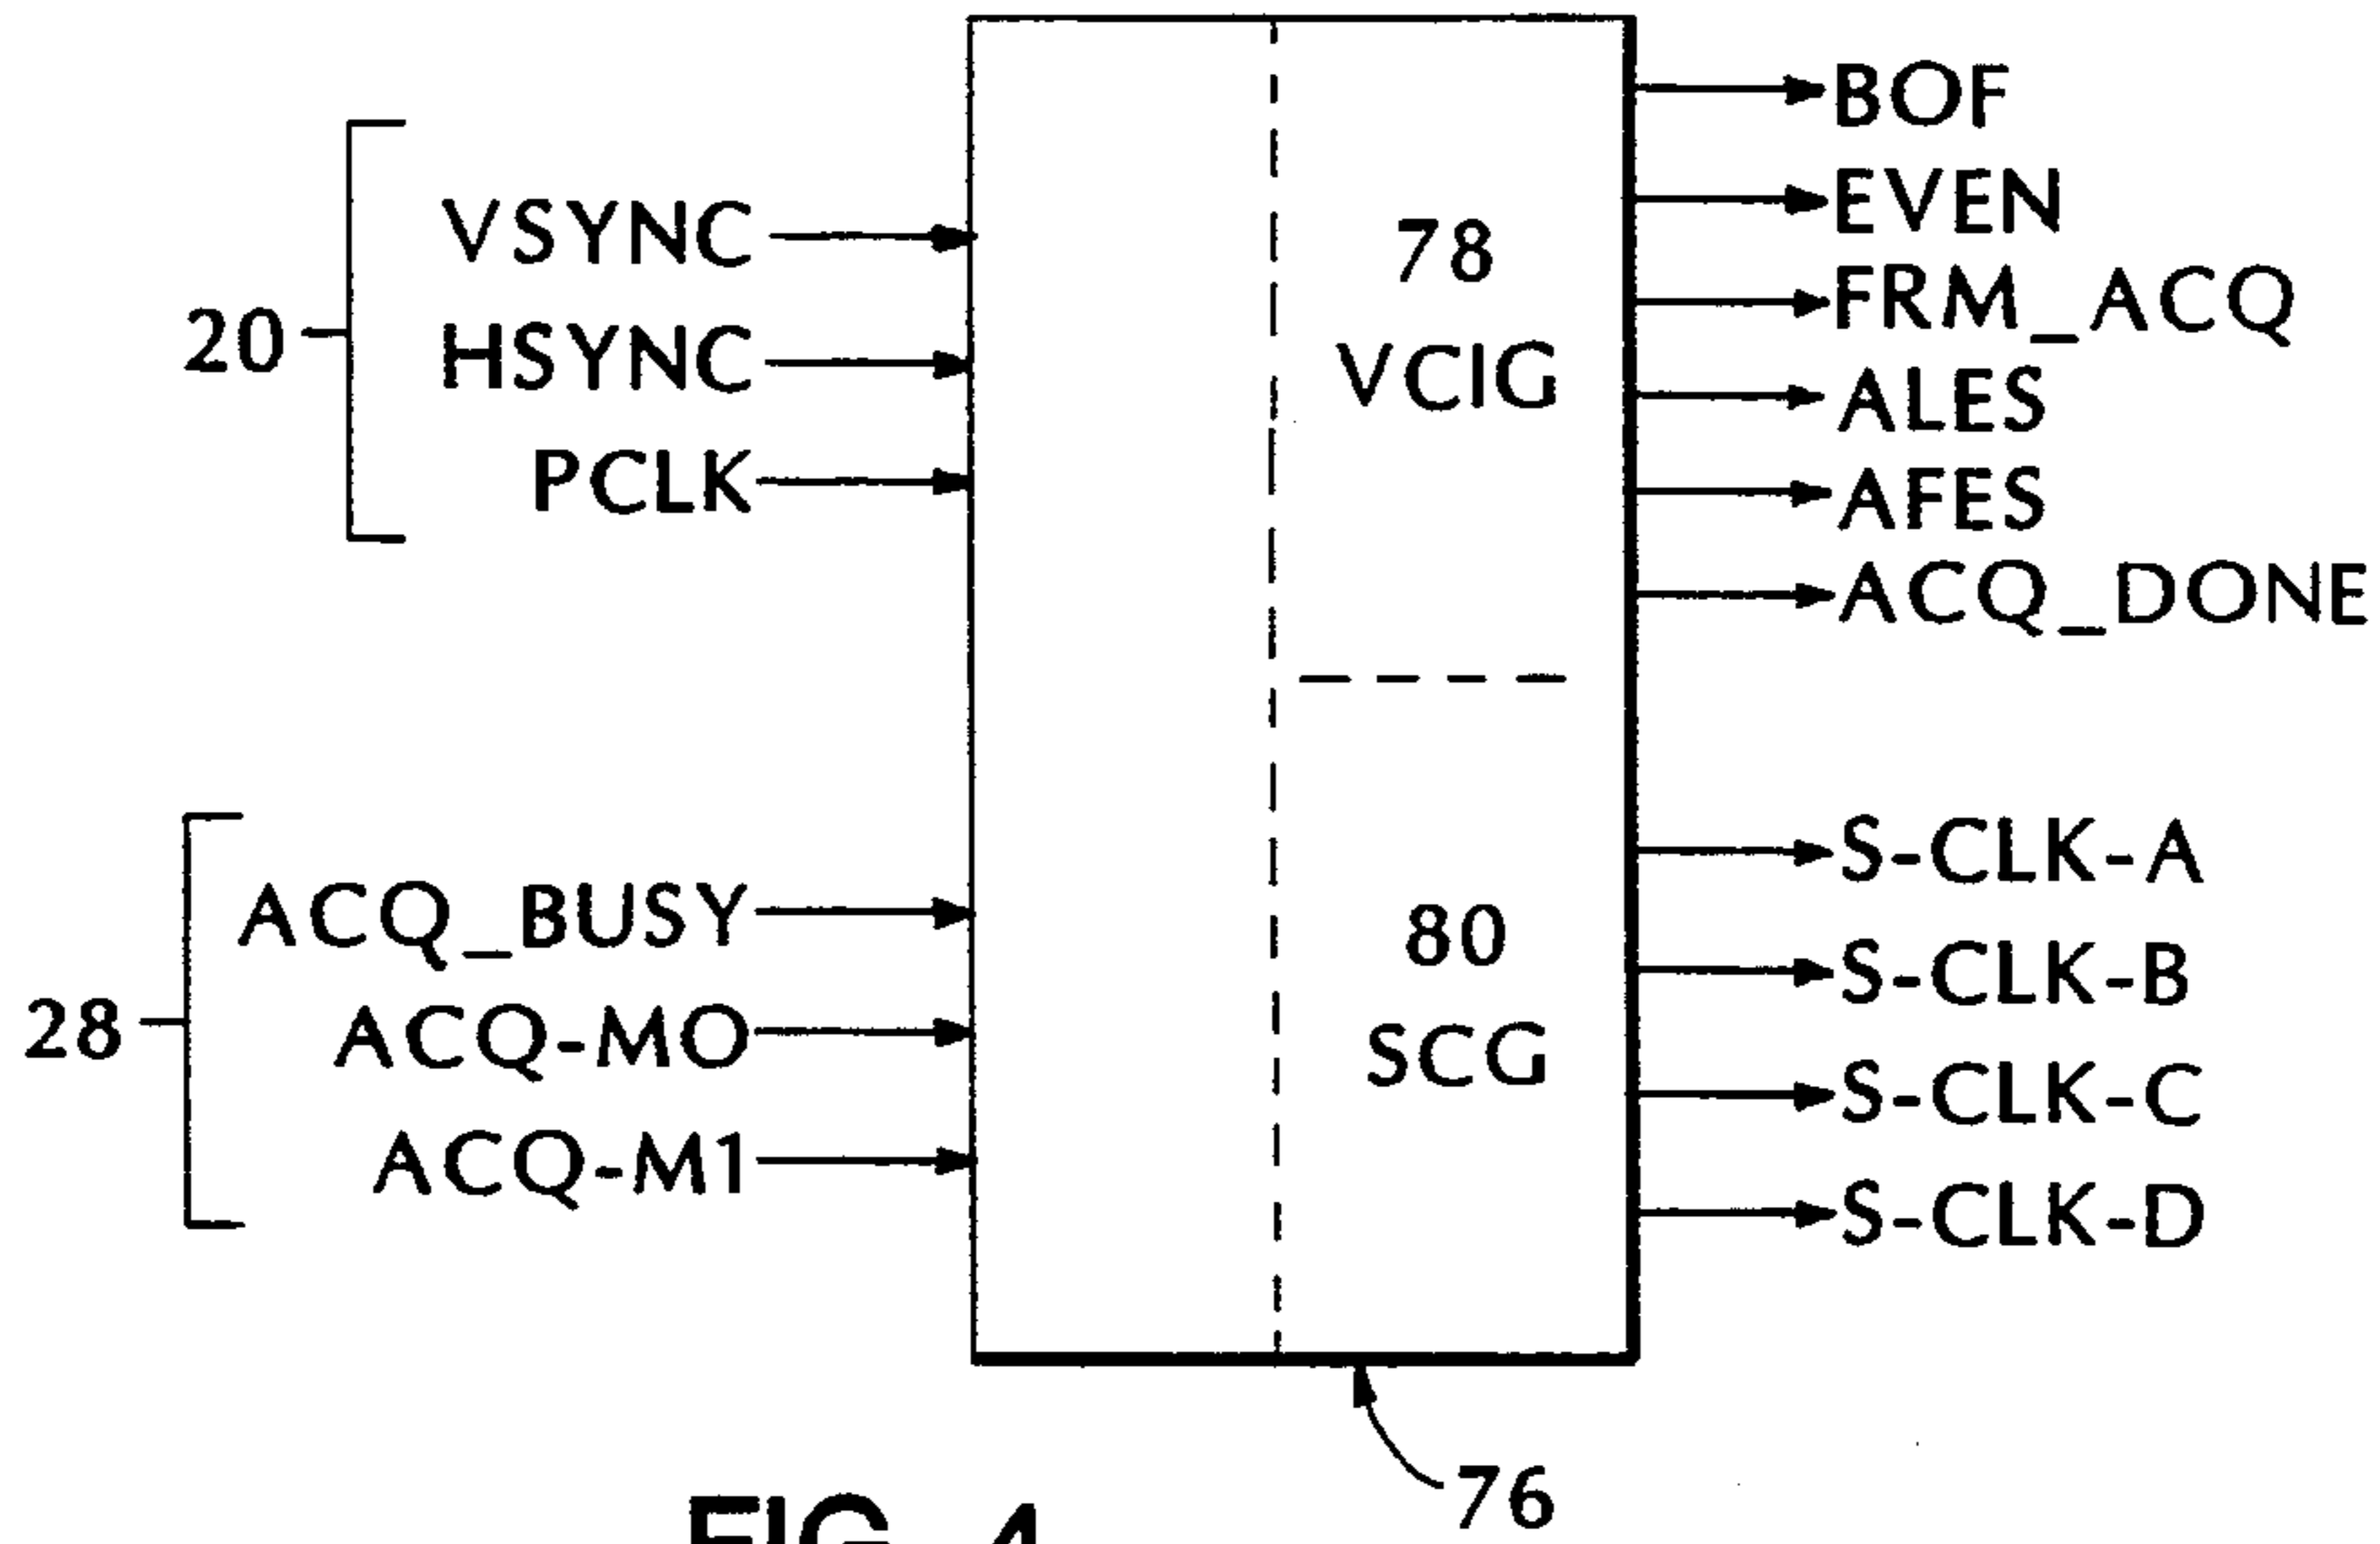 20
VSYNC
HSYNC
PCLK
28
ACQ_BUSY
ACQ-MO
ACQ-M1
78
VCIG
80
SCG
BOF
EVEN
FRM_ACQ
ALES
AFES
ACQ_DONE
S-CLK-A
S-CLK-B
S-CLK-C
S-CLK-D
76